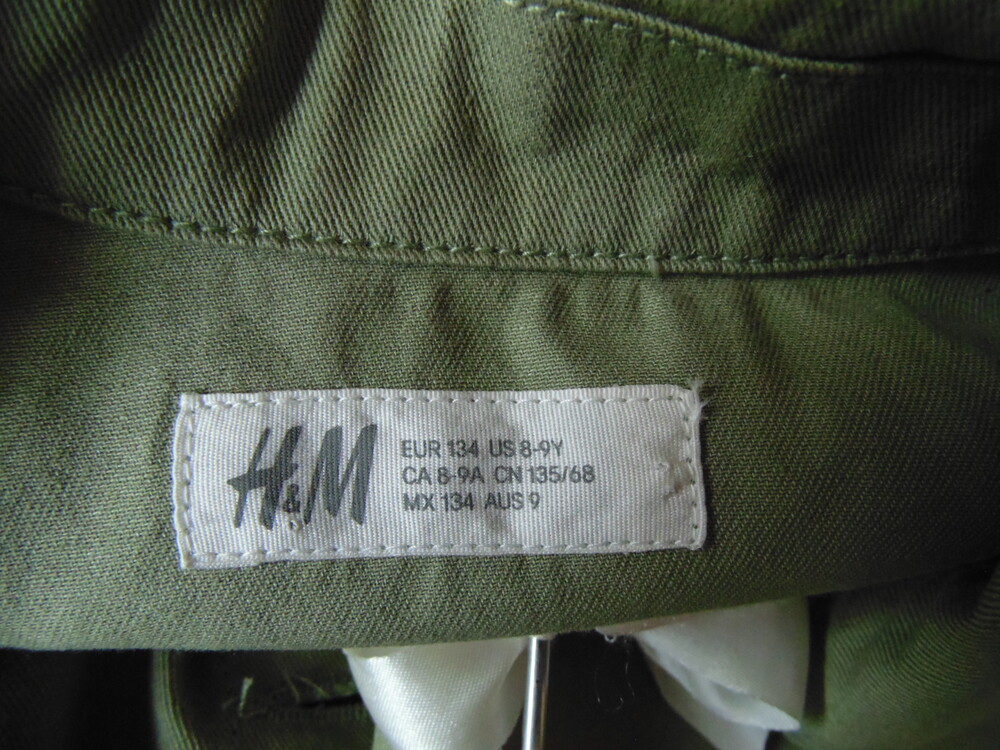 H&M
EUR 134 US 8-9Y
CA 8-9A CN 135/68
MX 134 AUS 9